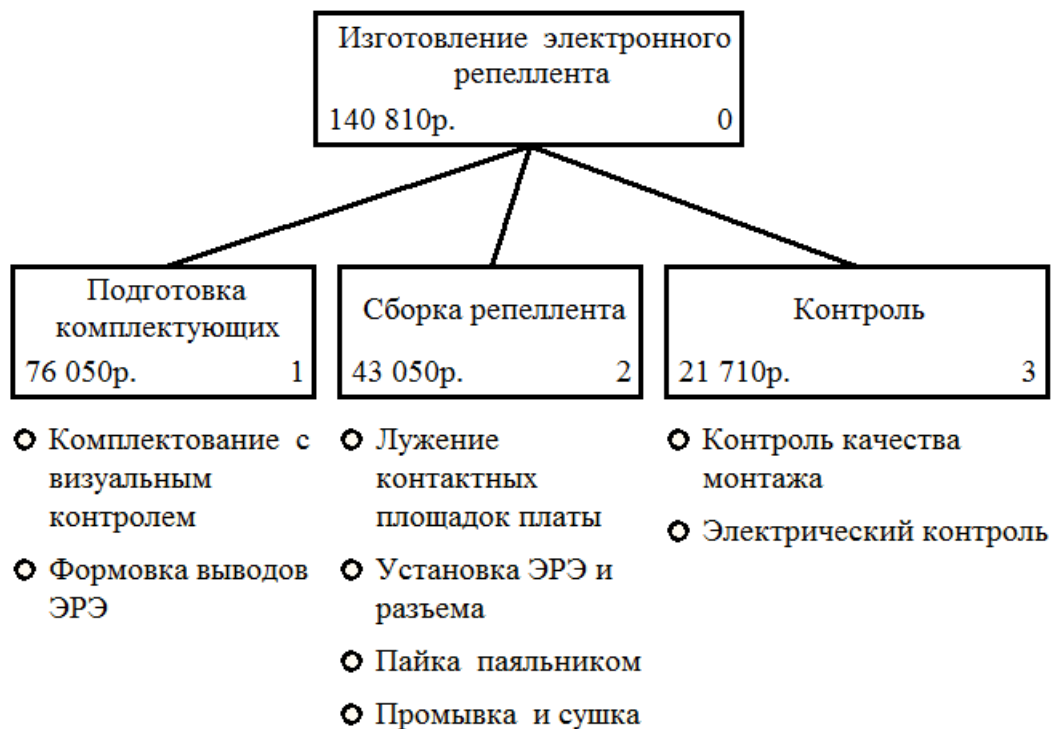 Изготовление электронного
репеллента
140 810р. 0
Подготовка
комплектующих
76 050р. 1
Сборка репеллента
43 050р. 2
Контроль
21 710р. 3
Комплектование с
визуальным
контролем
Формовка выводов
ЭРЭ
Лужение
контактных
площадок платы
Установка ЭРЭ и
разъема
Пайка паяльником
Промывка и сушка
Контроль качества
монтажа
Электрический контроль